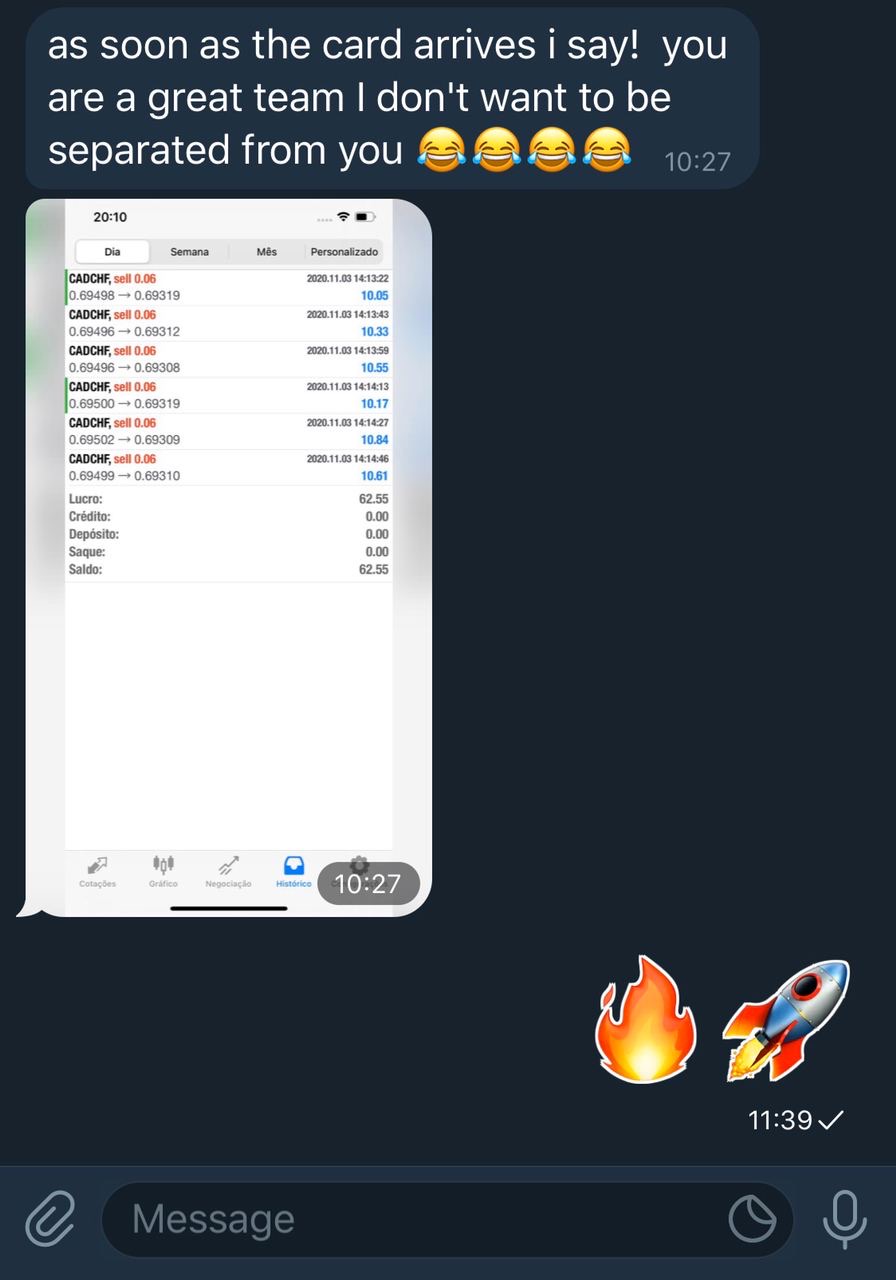 as soon as the card arrives i say!  you
are a great team I don't want to be
separated from you 😂😂😂😂 10:27
20:10
Dia Semana Mês Personalizado
CADCHF, sell 0.06 2020.11.03 14:13:22
0.69498 → 0.69319 10.05
CADCHF, sell 0.06 2020.11.03 14:13:43
0.69496 → 0.69312 10.33
CADCHF, sell 0.06 2020.11.03 14:13:59
0.69496 → 0.69308 10.55
CADCHF, sell 0.06 2020.11.03 14:14:13
0.69500 → 0.69319 10.17
CADCHF, sell 0.06 2020.11.03 14:14:27
0.69502 → 0.69309 10.84
CADCHF, sell 0.06 2020.11.03 14:14:46
0.69499 → 0.69310 10.61
Lucro: 62.55
Crédito: 0.00
Depósito: 0.00
Saque: 0.00
Saldo: 62.55
Cotações Gráfico Negociação Histórico
10:27
11:39
Message